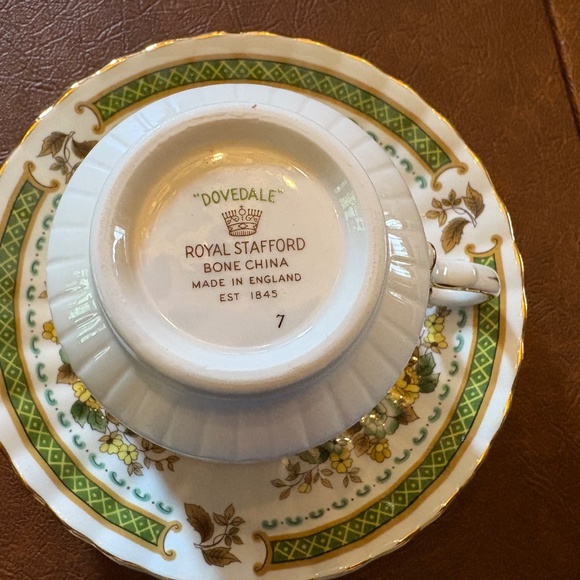 "DOVEDALE"
ROYAL STAFFORD
BONE CHINA
MADE IN ENGLAND
EST 1845
7